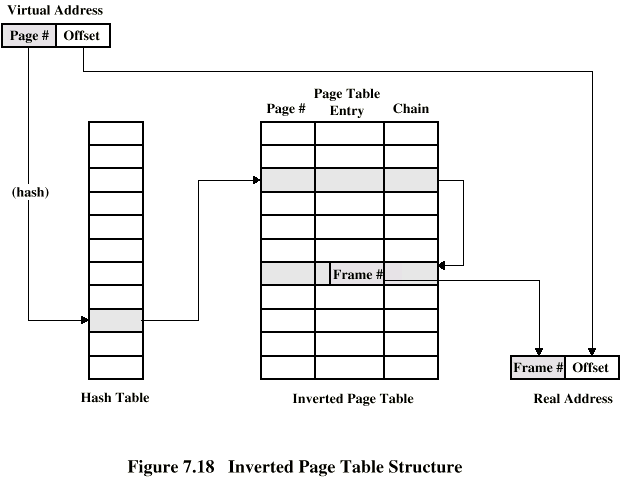 Virtual Address
Page # Offset
Page Table
Page # Entry Chain
(hash)
Frame #
Frame # Offset
Hash Table Inverted Page Table Real Address
Figure 7.18 Inverted Page Table Structure